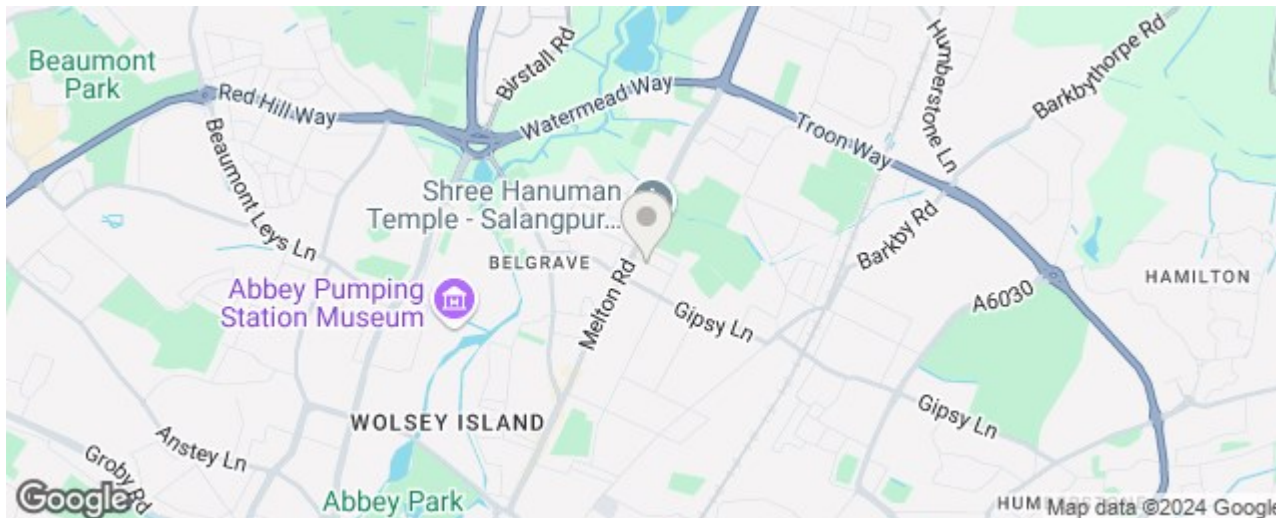 Beaumont
Park
Red Hill Way
Birstall Rd
Watermead Way
Humberstone Ln
Barkbythorpe Rd
Troon Way
Beaumont Leys Ln
Shree Hanuman
Temple - Salangpur...
Barkby Rd
BELGRAVE
HAMILTON
Abbey Pumping
Station Museum
Melton Rd
Gipsy Ln
A6030
WOLSEY ISLAND
Gipsy Ln
Anstey Ln
Groby Rd
Abbey Park
Google
Map data ©2024 Google